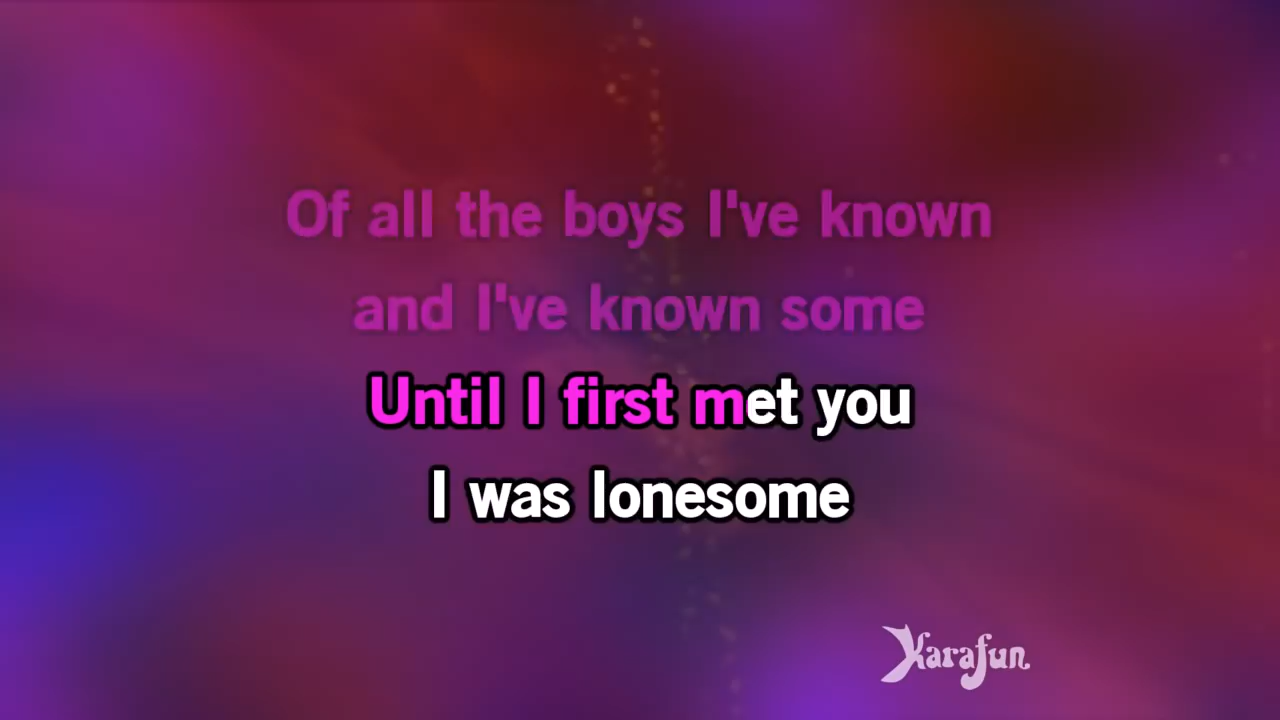 Of all the boys I've known
and I've known some
Until I first met you
I was lonesome
Karafun